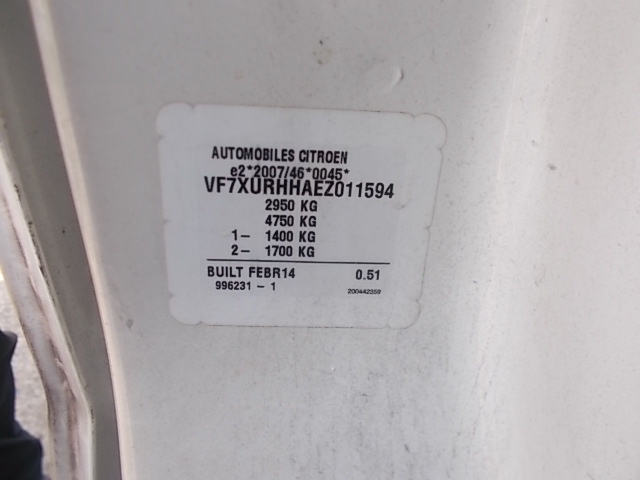 AUTOMOBILES CITROEN
e2*2007/46*0045*
VF7XURHHAEZ011594
2950 KG
4750 KG
1- 1400 KG
2- 1700 KG
BUILT FEBR14 0.51
996231 - 1 200442359